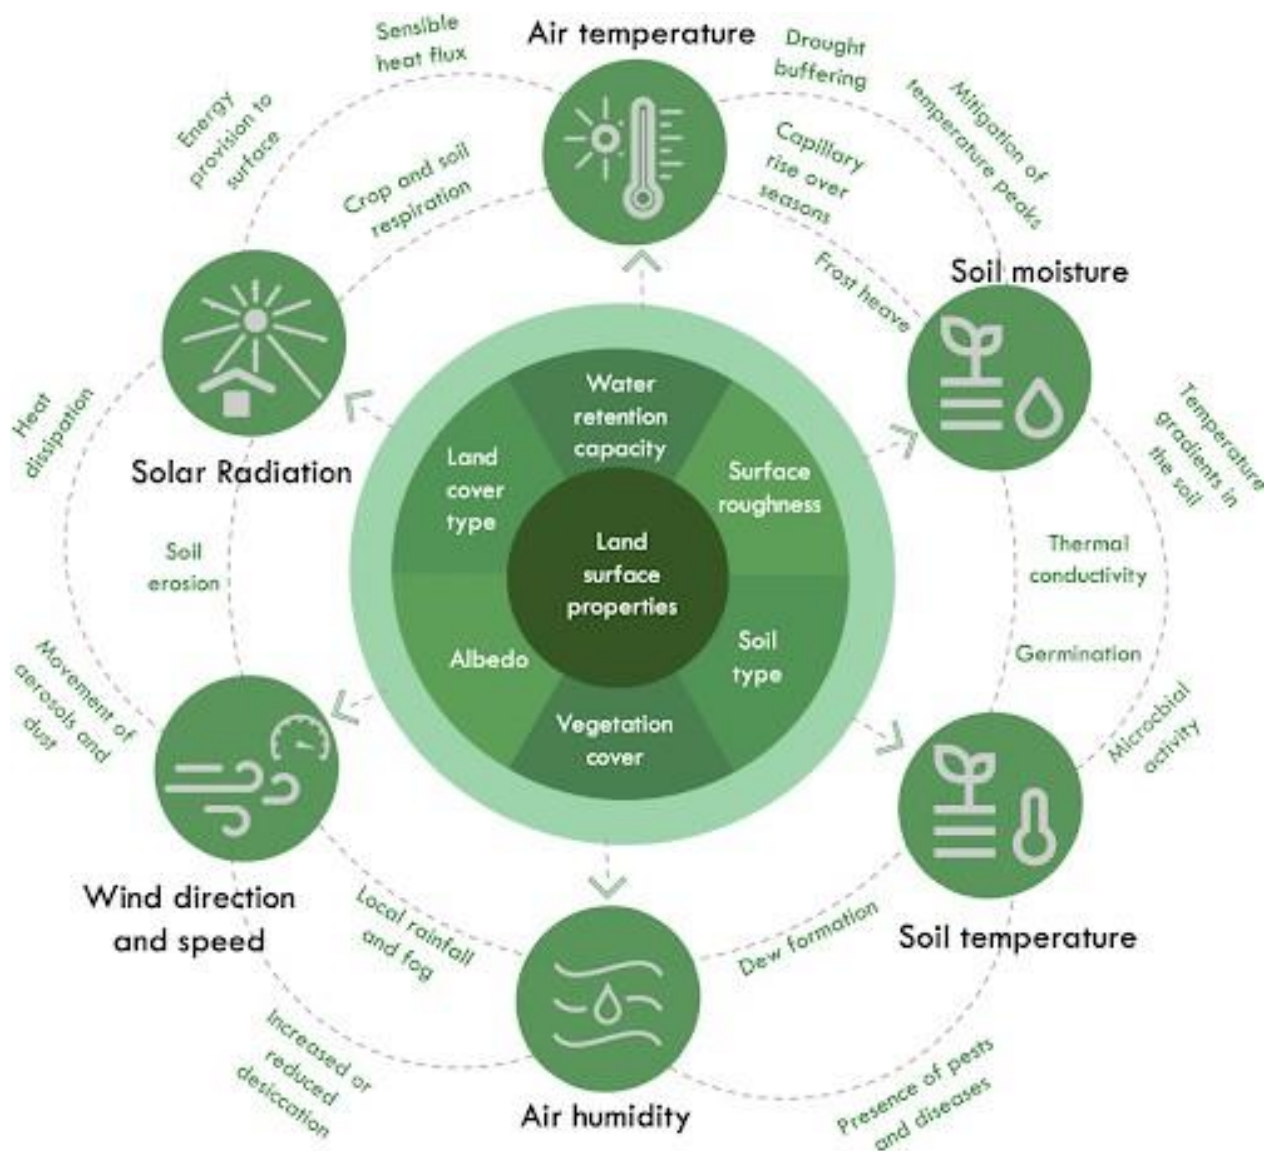 Sensible
heat flux
Air temperature
Drought
buffering
Mitigation of
temperature peaks
Energy
provision to
surface
Crop and soil
respiration
Capillary
rise over
seasons
Frost heave
Soil moisture
Solar Radiation
Heat
dissipation
Water
retention
capacity
Land
cover
type
Surface
roughness
Temperature
gradients in
the soil
Land
surface
properties
Soil
erosion
Thermal
conductivity
Germination
Albedo
Soil
type
Vegetation
cover
Movement of
aerosols and
dust
Microcbial
activity
Wind direction
and speed
Local rainfall
and fog
Dew formation
Soil temperature
Increased or
reduced
desiccation
Air humidity
Presence of pests
and diseases